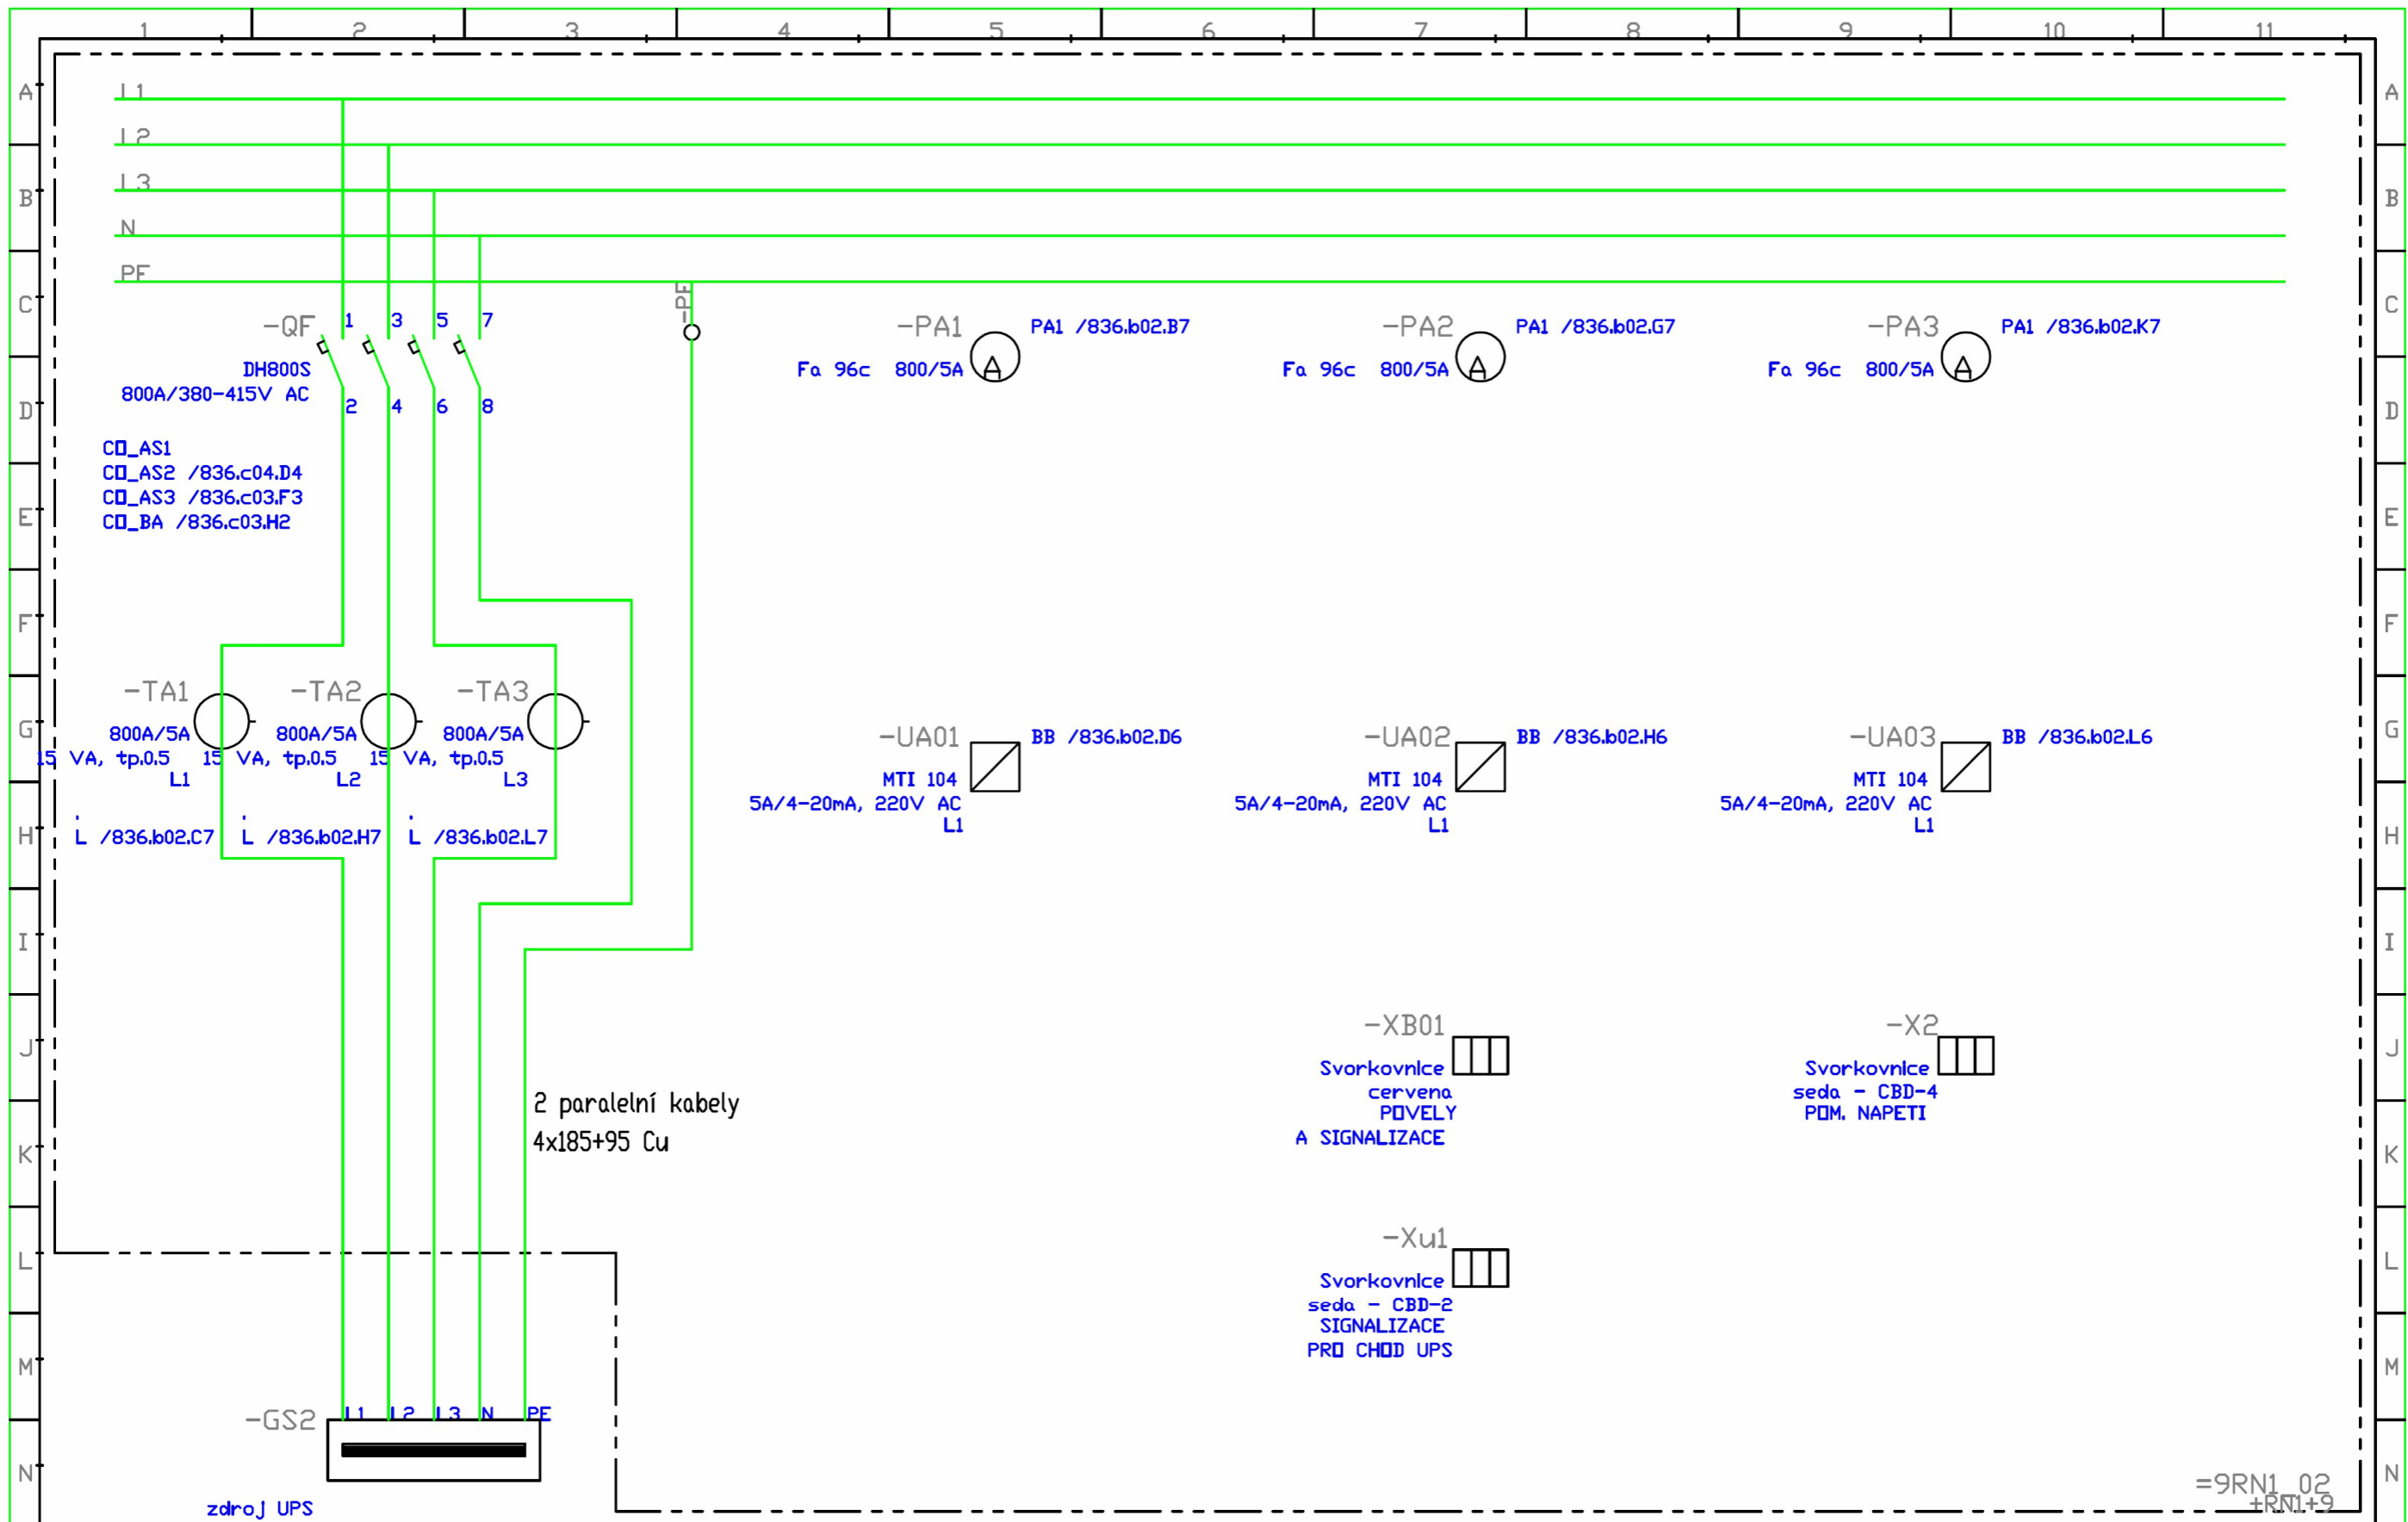 1 2 3 4 5 6 7 8 9 10 11
A A
L1
L2
B B
L3
N
C C
PE
-PE
-QF 1 3 5 7
DH800S
800A/380-415V AC
2 4 6 8
-PA1 PA1 /836.b02.B7
Fa 96c 800/5A
-PA2 PA1 /836.b02.G7
Fa 96c 800/5A
-PA3 PA1 /836.b02.K7
Fa 96c 800/5A
A A A
D D
CO_AS1
CO_AS2 /836.c04.D4
CO_AS3 /836.c03.F3
CO_BA /836.c03.H2
E E
F F
-TA1
800A/5A
15 VA, tp.0.5
L1
L /836.b02.C7
-TA2
800A/5A
15 VA, tp.0.5
L2
L /836.b02.H7
-TA3
800A/5A
15 VA, tp.0.5
L3
L /836.b02.L7
G G
-UA01 BB /836.b02.D6
MTI 104
5A/4-20mA, 220V AC
L1
-UA02 BB /836.b02.H6
MTI 104
5A/4-20mA, 220V AC
L1
-UA03 BB /836.b02.L6
MTI 104
5A/4-20mA, 220V AC
L1
H H
I I
J J
-XB01
Svorkovnice
cervena
POVELY
A SIGNALIZACE
-X2
Svorkovnice
seda - CBD-4
POM. NAPETI
2 paralelní kabely
4x185+95 Cu
K K
L L
-Xu1
Svorkovnice
seda - CBD-2
SIGNALIZACE
PRO CHOD UPS
M M
-GS2 L1 L2 L3 N PE
N N
zdroj UPS
=9RN1_02
+RN1+9